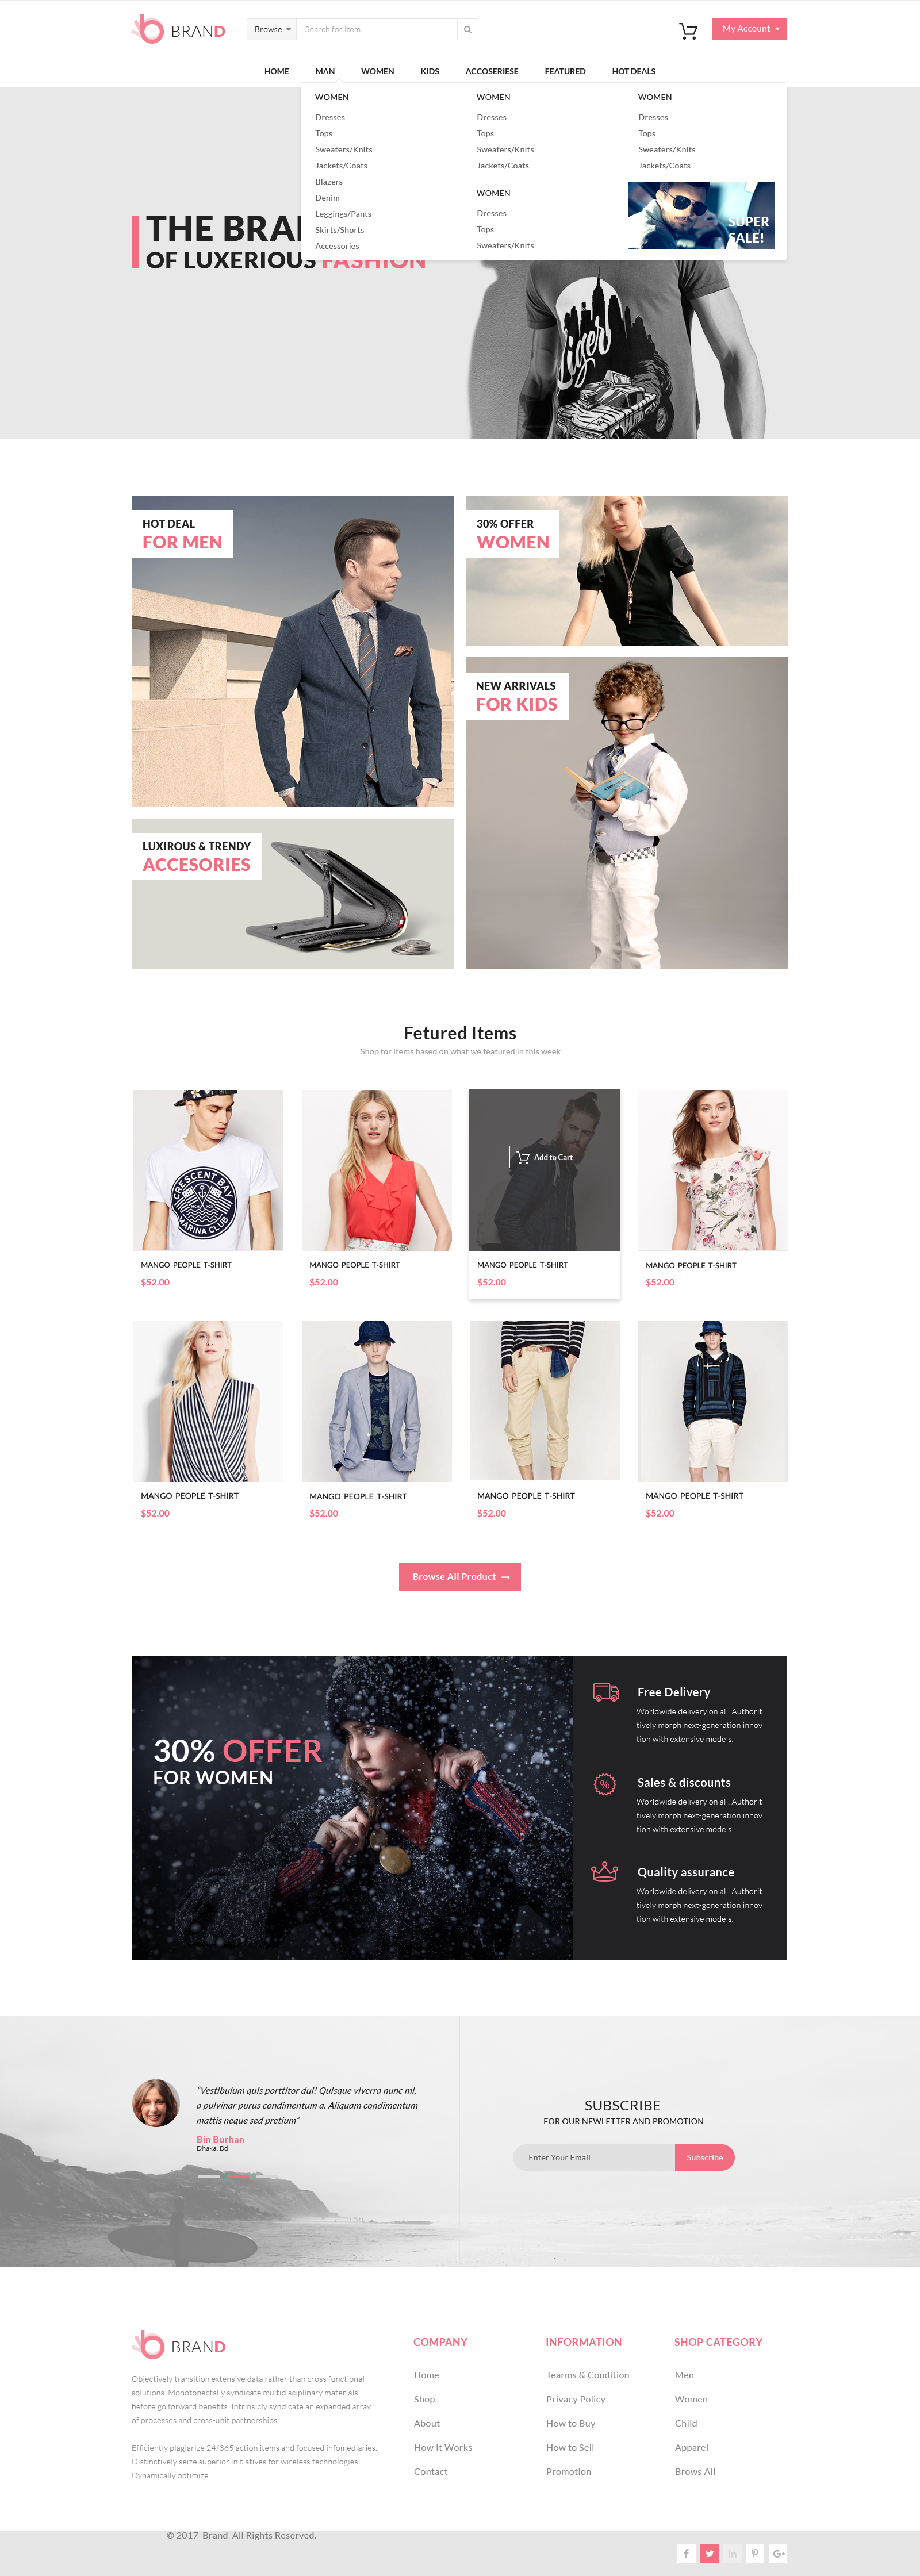 BRAND
Browse
Search for Item...
My Account
HOME MAN WOMEN KIDS ACCOSERIESE FEATURED HOT DEALS
WOMEN
Dresses
Tops
Sweaters/Knits
Jackets/Coats
Blazers
Denim
Leggings/Pants
Skirts/Shorts
Accessories
WOMEN
Dresses
Tops
Sweaters/Knits
Jackets/Coats
WOMEN
Dresses
Tops
Sweaters/Knits
WOMEN
Dresses
Tops
Sweaters/Knits
Jackets/Coats
SUPER
SALE!
THE BRAN
OF LUXERIOUS FASHION
Tiger
HOT DEAL
FOR MEN
30% OFFER
WOMEN
NEW ARRIVALS
FOR KIDS
LUXIROUS & TRENDY
ACCESORIES
Fetured Items
Shop for items based on what we featured in this week
CRESCENT BAY
MARINA CLUB
Add to Cart
MANGO PEOPLE T-SHIRT
$52.00
MANGO PEOPLE T-SHIRT
$52.00
MANGO PEOPLE T-SHIRT
$52.00
MANGO PEOPLE T-SHIRT
$52.00
MANGO PEOPLE T-SHIRT
$52.00
MANGO PEOPLE T-SHIRT
$52.00
MANGO PEOPLE T-SHIRT
$52.00
MANGO PEOPLE T-SHIRT
$52.00
Browse All Product
30% OFFER
FOR WOMEN
Free Delivery
Worldwide delivery on all. Authorit
tively morph next-generation innov
tion with extensive models.
%
Sales & discounts
Worldwide delivery on all. Authorit
tively morph next-generation innov
tion with extensive models.
Quality assurance
Worldwide delivery on all. Authorit
tively morph next-generation innov
tion with extensive models.
“Vestibulum quis porttitor dui! Quisque viverra nunc mi,
a pulvinar purus condimentum a. Aliquam condimentum
mattis neque sed pretium”
Bin Burhan
Dhaka, Bd
SUBSCRIBE
FOR OUR NEWLETTER AND PROMOTION
Enter Your Email
Subscribe
BRAND
Objectively transition extensive data rather than cross functional
solutions. Monotonectally syndicate multidisciplinary materials
before go forward benefits. Intrinsicly syndicate an expanded array
of processes and cross-unit partnerships.
Efficiently plagiarize 24/365 action items and focused infomediaries.
Distinctively seize superior initiatives for wireless technologies.
Dynamically optimize.
COMPANY
Home
Shop
About
How It Works
Contact
INFORMATION
Tearms & Condition
Privacy Policy
How to Buy
How to Sell
Promotion
SHOP CATEGORY
Men
Women
Child
Apparel
Brows All
© 2017 Brand All Rights Reserved.